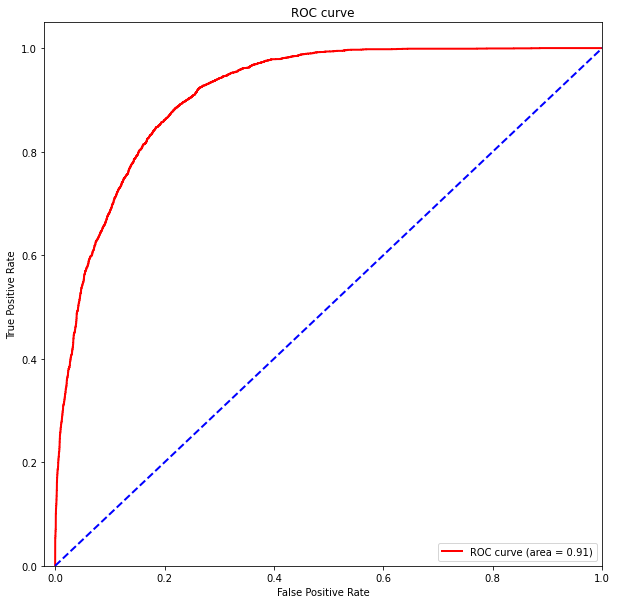 ROC curve
True Positive Rate
1.0
0.8
0.6
0.4
0.2
0.0
0.0 0.2 0.4 0.6 0.8 1.0
False Positive Rate
ROC curve (area = 0.91)